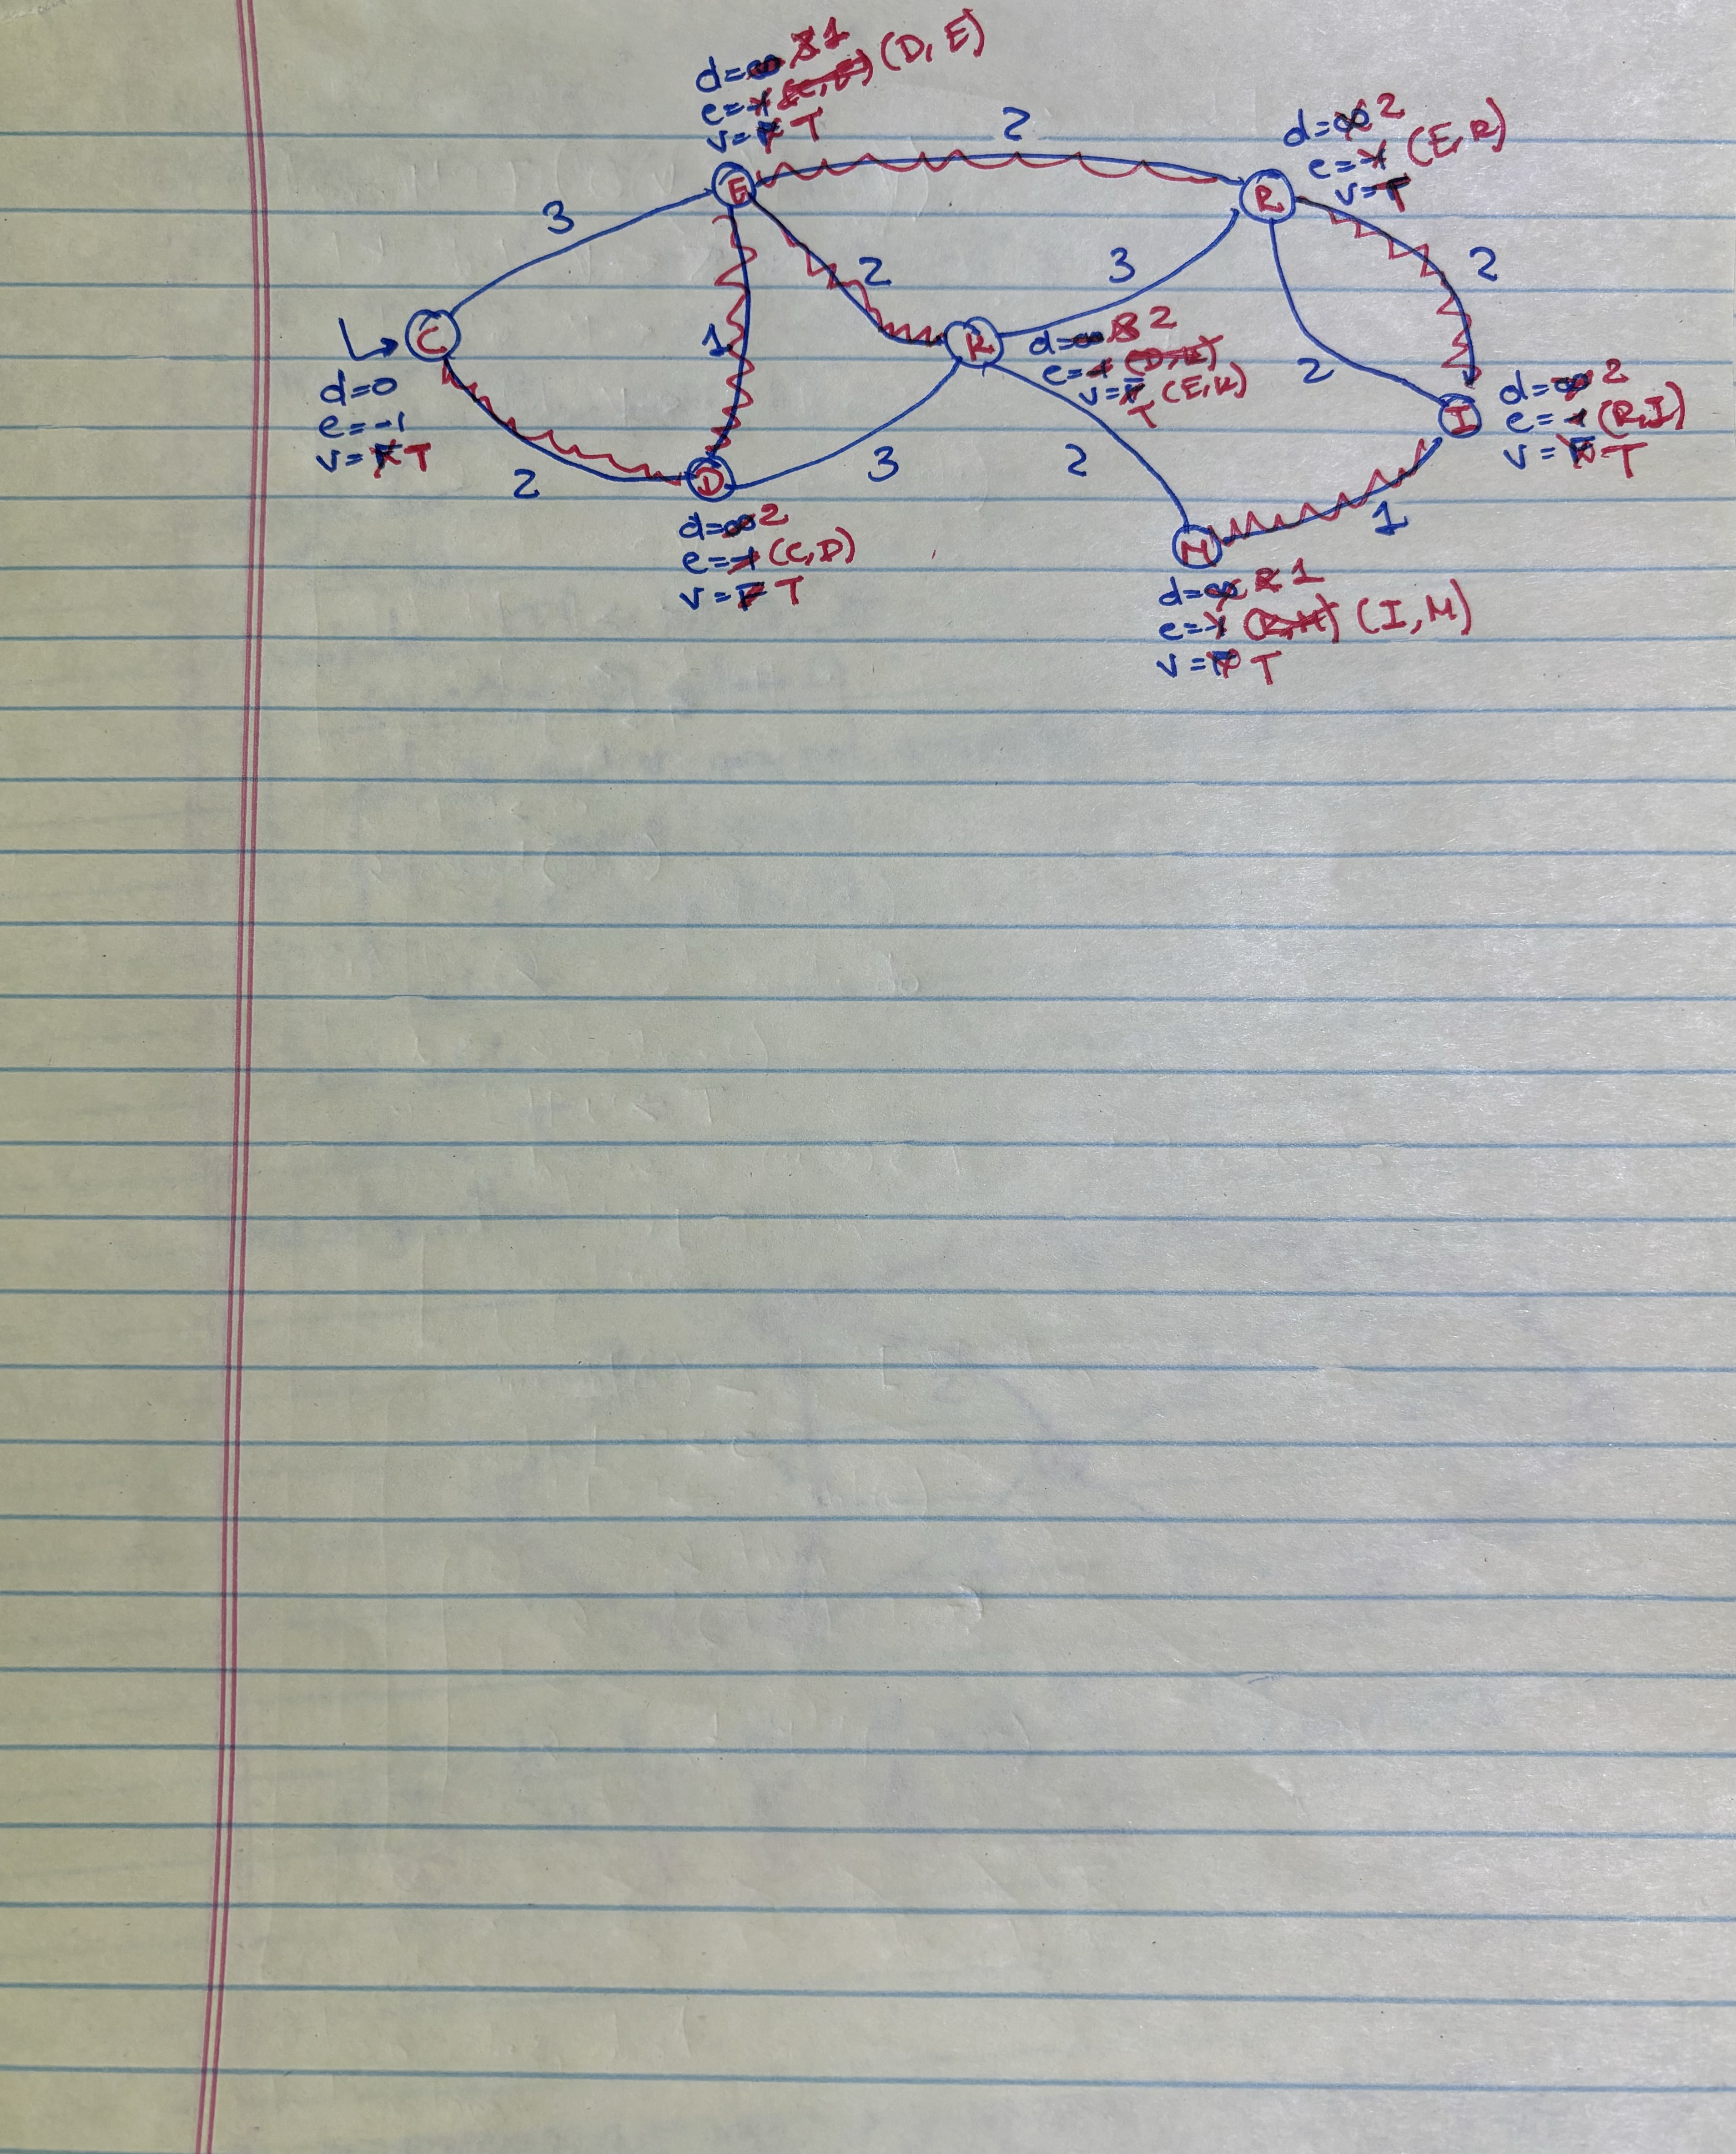 d=∞ 3 1
e=-1 (C,E) (D, E)
v=F T
E
2
d=∞ 2
e=-1 (E,R)
v=T
R
3
2
3
2
C
d=0
e=-1
v=F T
1
K
d=∞ 3 2
e=-1 (D,K)
v=F (E,K)
T
2
I
d=∞ 2
e=-1 (R,I)
v=F T
2
D
3
2
1
d=∞ 2
e=-1 (C,D)
v=F T
M
d=∞ 2 1
e=-1 (I,M)
v=F T